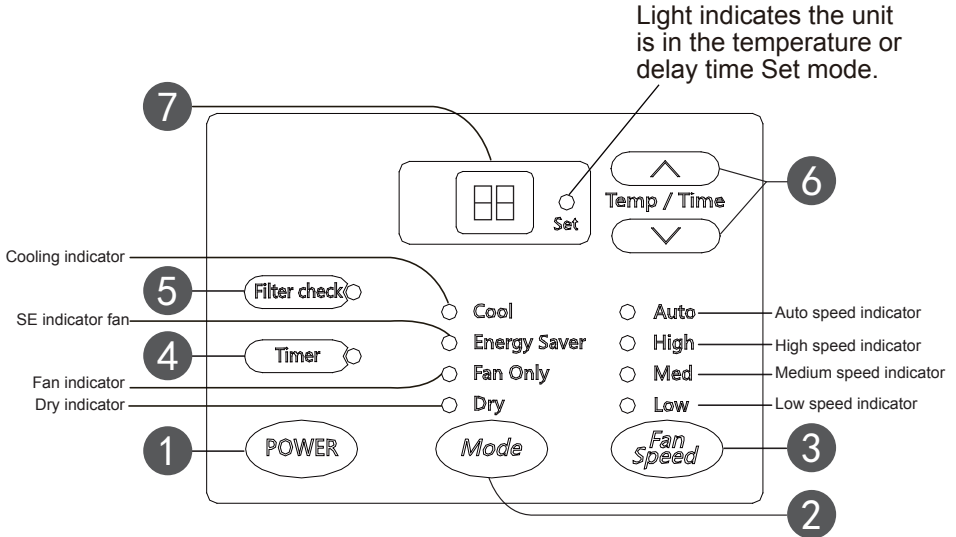 Light indicates the unit
is in the temperature or
delay time Set mode.
7
6
Temp / Time
Set
Cooling indicator
5
Filter check
Cool
Auto
Auto speed indicator
SE indicator fan
Energy Saver
High
High speed indicator
4
Timer
Fan indicator
Fan Only
Med
Medium speed indicator
Dry indicator
Dry
Low
Low speed indicator
1
POWER
Mode
Fan
Speed
3
2